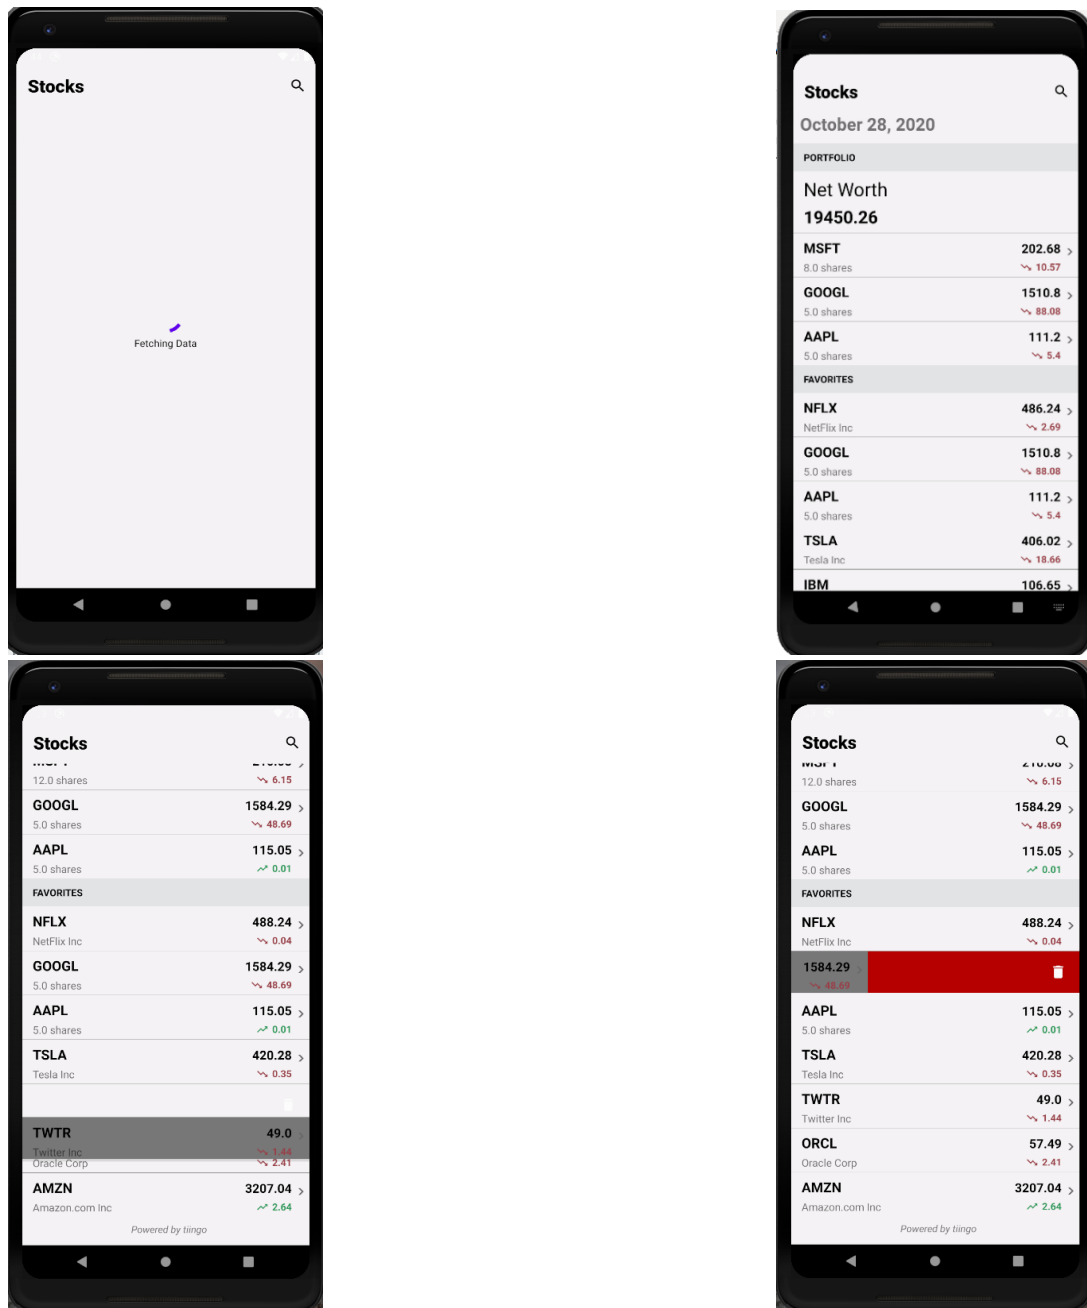 Stocks
Fetching Data
Stocks
October 28, 2020
PORTFOLIO
Net Worth
19450.26
MSFT 202.68
8.0 shares 10.57
GOOGL 1510.8
5.0 shares 88.08
AAPL 111.2
5.0 shares 5.4
FAVORITES
NFLX 486.24
NetFlix Inc 2.69
GOOGL 1510.8
5.0 shares 88.08
AAPL 111.2
5.0 shares 5.4
TSLA 406.02
Tesla Inc 18.66
IBM 106.65
Stocks
12.0 shares 6.15
GOOGL 1584.29
5.0 shares 48.69
AAPL 115.05
5.0 shares 0.01
FAVORITES
NFLX 488.24
NetFlix Inc 0.04
GOOGL 1584.29
5.0 shares 48.69
AAPL 115.05
5.0 shares 0.01
TSLA 420.28
Tesla Inc 0.35
TWTR 49.0
Twitter Inc 1.44
Oracle Corp 2.41
AMZN 3207.04
Amazon.com Inc 2.64
Powered by tiingo
Stocks
MSFT
12.0 shares 6.15
GOOGL 1584.29
5.0 shares 48.69
AAPL 115.05
5.0 shares 0.01
FAVORITES
NFLX 488.24
NetFlix Inc 0.04
1584.29
48.69
AAPL 115.05
5.0 shares 0.01
TSLA 420.28
Tesla Inc 0.35
TWTR 49.0
Twitter Inc 1.44
ORCL 57.49
Oracle Corp 2.41
AMZN 3207.04
Amazon.com Inc 2.64
Powered by tiingo